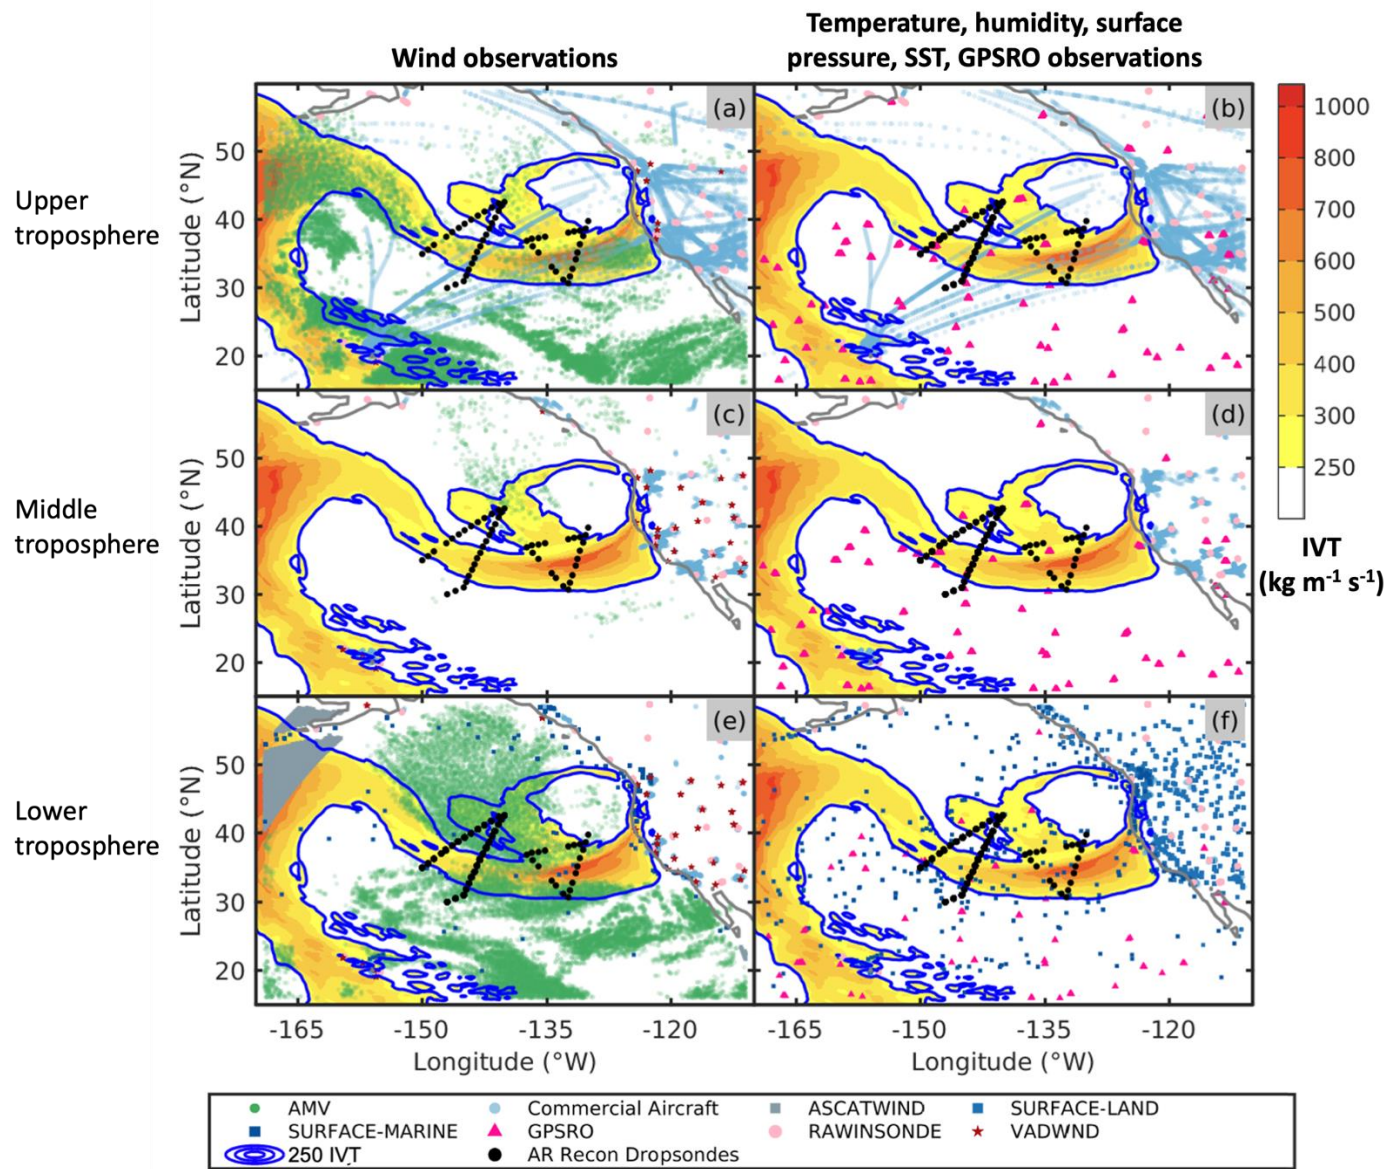 Wind observations
Temperature, humidity, surface
pressure, SST, GPSRO observations
Upper
troposphere
Middle
troposphere
Lower
troposphere
Latitude (°N)
50
40
30
20
(a)
(b)
Latitude (°N)
50
40
30
20
(c)
(d)
Latitude (°N)
50
40
30
20
(e)
(f)
-165
-150
-135
-120
Longitude (°W)
-165
-150
-135
-120
Longitude (°W)
1000
800
700
600
500
400
300
250
IVT
(kg m⁻¹ s⁻¹)
AMV
Commercial Aircraft
ASCATWIND
SURFACE-LAND
SURFACE-MARINE
GPSRO
RAWINSONDE
VADWND
250 IVT
AR Recon Dropsondes